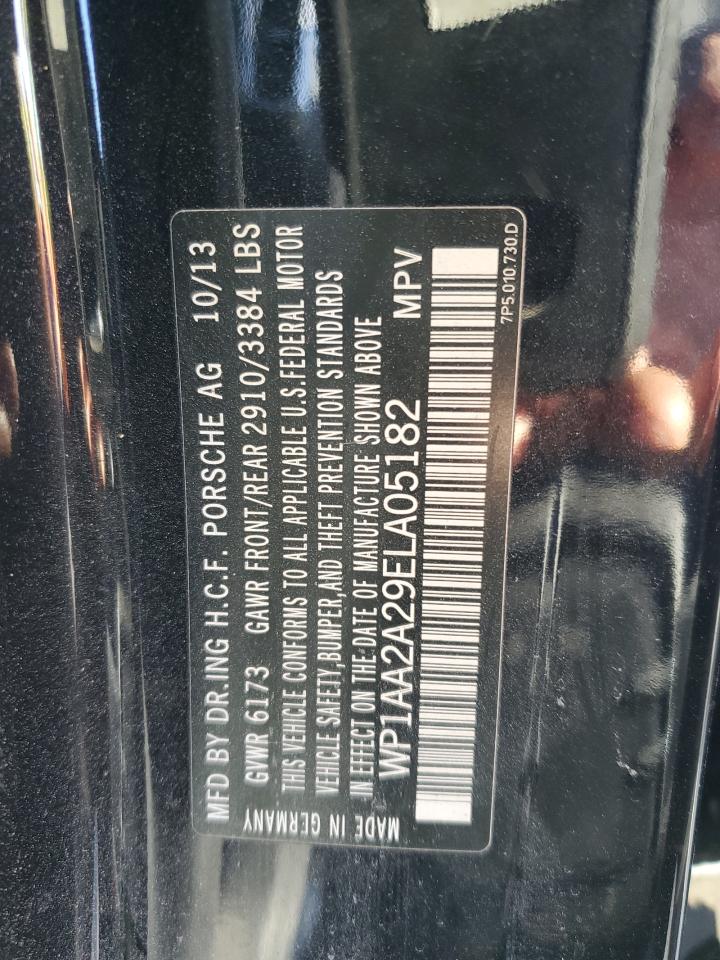 MFD BY DR.ING H.C.F. PORSCHE AG 10/13
GVWR 6173 GAWR FRONT/REAR 2910/3384 LBS
THIS VEHICLE CONFORMS TO ALL APPLICABLE U.S.FEDERAL MOTOR
VEHICLE SAFETY,BUMPER,AND THEFT PREVENTION STANDARDS
IN EFFECT ON THE DATE OF MANUFACTURE SHOWN ABOVE
WP1AA2A29ELA05182 MPV
MADE IN GERMANY
7P5.010.730.D